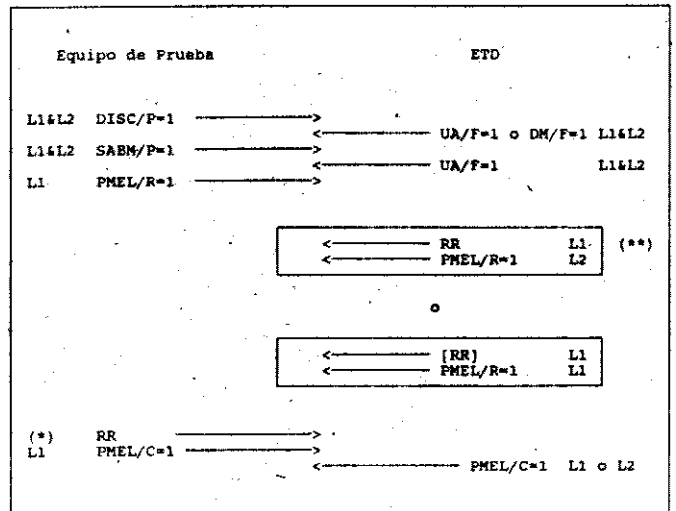 Equipo de Prueba ETD
L1&L2 DISC/P=1
UA/F=1 o DM/F=1 L1&L2
L1&L2 SABM/P=1
UA/F=1 L1&L2
L1 PMEL/R=1
RR L1 (**)
PMEL/R=1 L2
o
[RR] L1
PMEL/R=1 L1
(*) RR
L1 PMEL/C=1
PMEL/C=1 L1 o L2